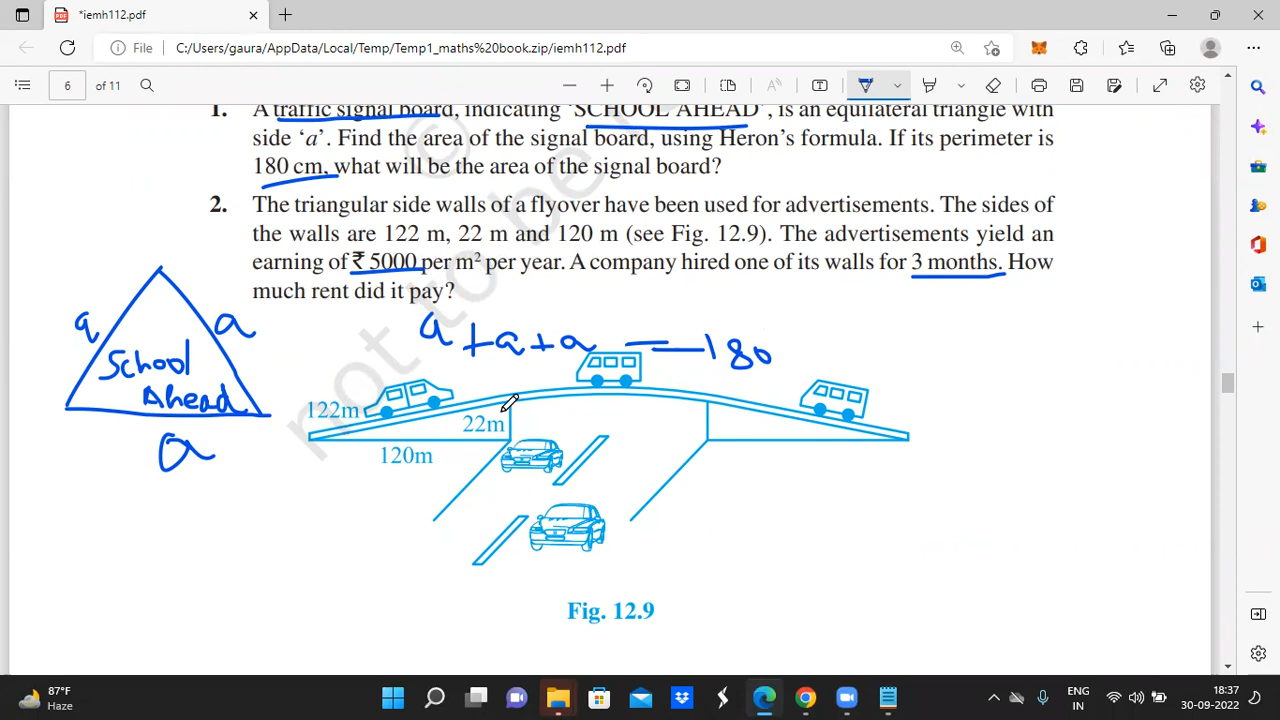 *iemh112.pdf
File C:/Users/gaura/AppData/Local/Temp/Temp1_maths%20book.zip/iemh112.pdf
6 of 11
1. A traffic signal board, indicating 'SCHOOL AHEAD', is an equilateral triangle with
side 'a'. Find the area of the signal board, using Heron's formula. If its perimeter is
180 cm, what will be the area of the signal board?
2. The triangular side walls of a flyover have been used for advertisements. The sides of
the walls are 122 m, 22 m and 120 m (see Fig. 12.9). The advertisements yield an
earning of ₹ 5000 per m² per year. A company hired one of its walls for 3 months. How
much rent did it pay?
© not to be
a a
School
Ahead
a
a + a + a = 180
122m
22m
120m
Fig. 12.9
87°F
Haze
ENG
IN
18:37
30-09-2022